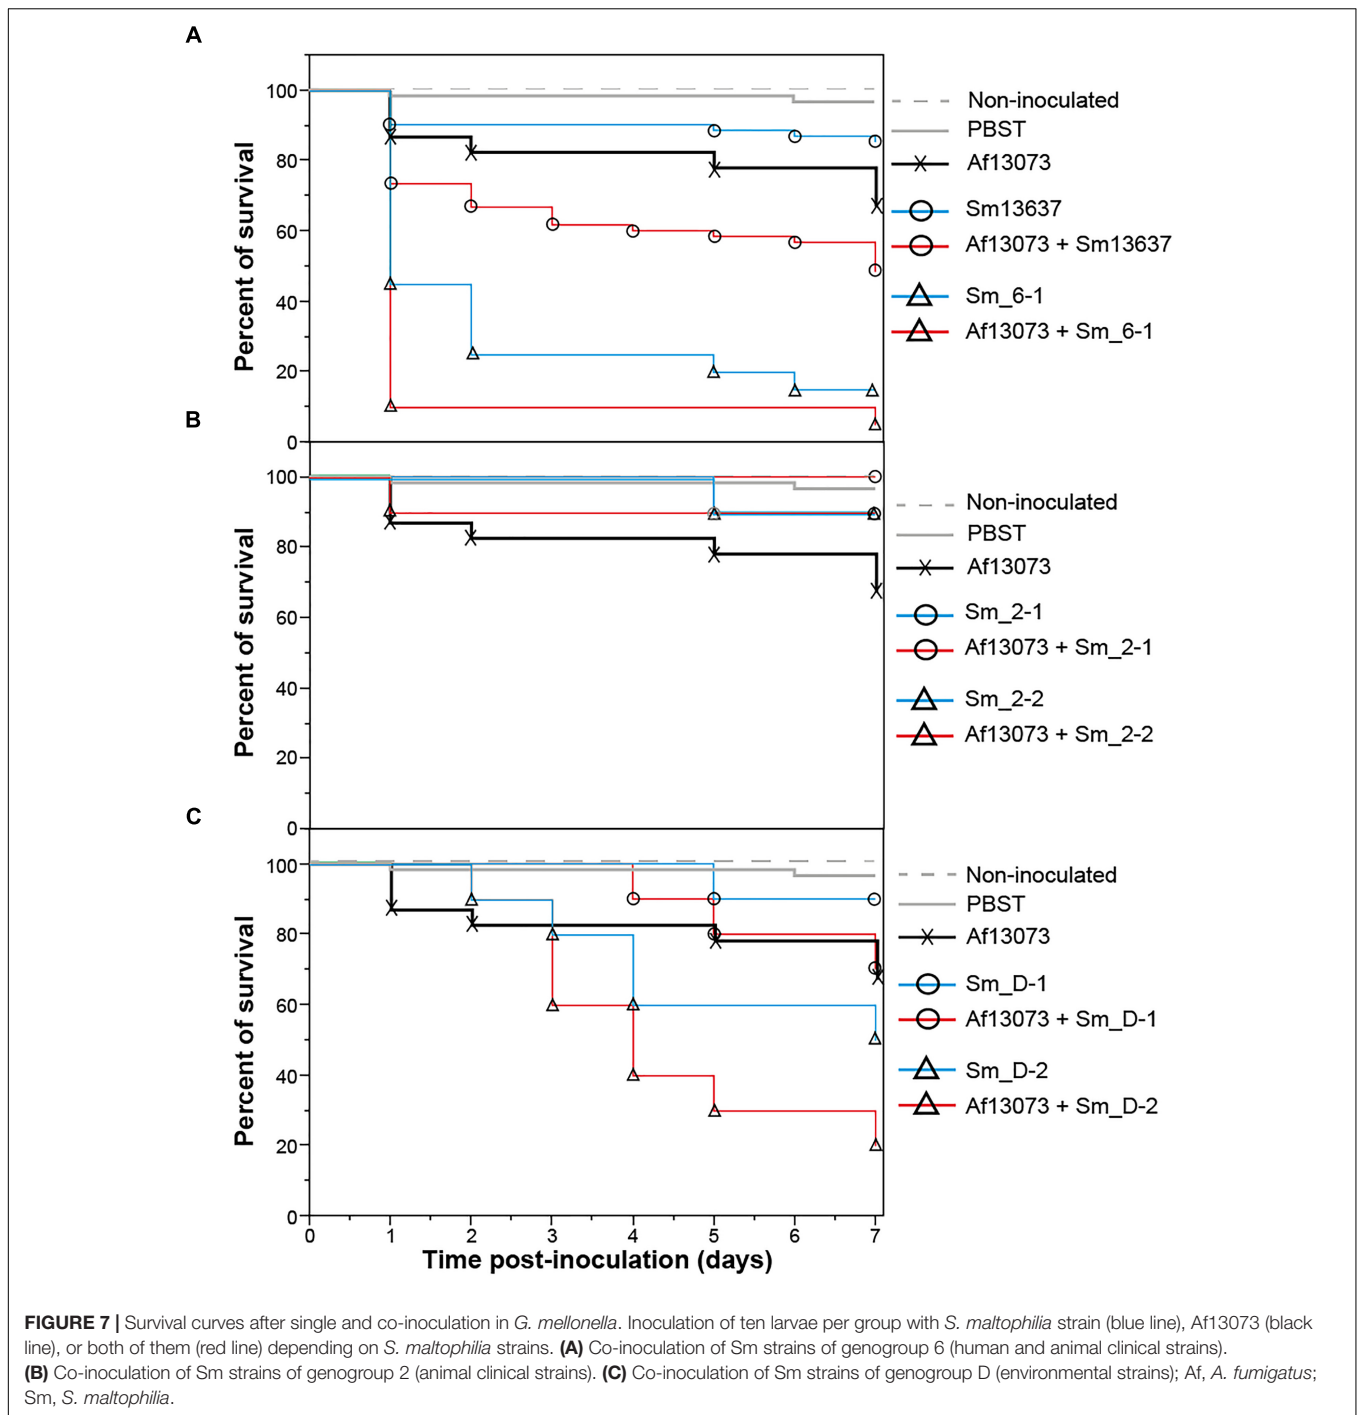 A
Percent of survival
100
80
60
40
20
0
Non-inoculated
PBST
Af13073
Sm13637
Af13073 + Sm13637
Sm_6-1
Af13073 + Sm_6-1
B
Percent of survival
100
80
60
40
20
0
Non-inoculated
PBST
Af13073
Sm_2-1
Af13073 + Sm_2-1
Sm_2-2
Af13073 + Sm_2-2
C
Percent of survival
100
80
60
40
20
0
Non-inoculated
PBST
Af13073
Sm_D-1
Af13073 + Sm_D-1
Sm_D-2
Af13073 + Sm_D-2
0 1 2 3 4 5 6 7
Time post-inoculation (days)
FIGURE 7 | Survival curves after single and co-inoculation in G. mellonella. Inoculation of ten larvae per group with S. maltophilia strain (blue line), Af13073 (black
line), or both of them (red line) depending on S. maltophilia strains. (A) Co-inoculation of Sm strains of genogroup 6 (human and animal clinical strains).
(B) Co-inoculation of Sm strains of genogroup 2 (animal clinical strains). (C) Co-inoculation of Sm strains of genogroup D (environmental strains); Af, A. fumigatus;
Sm, S. maltophilia.